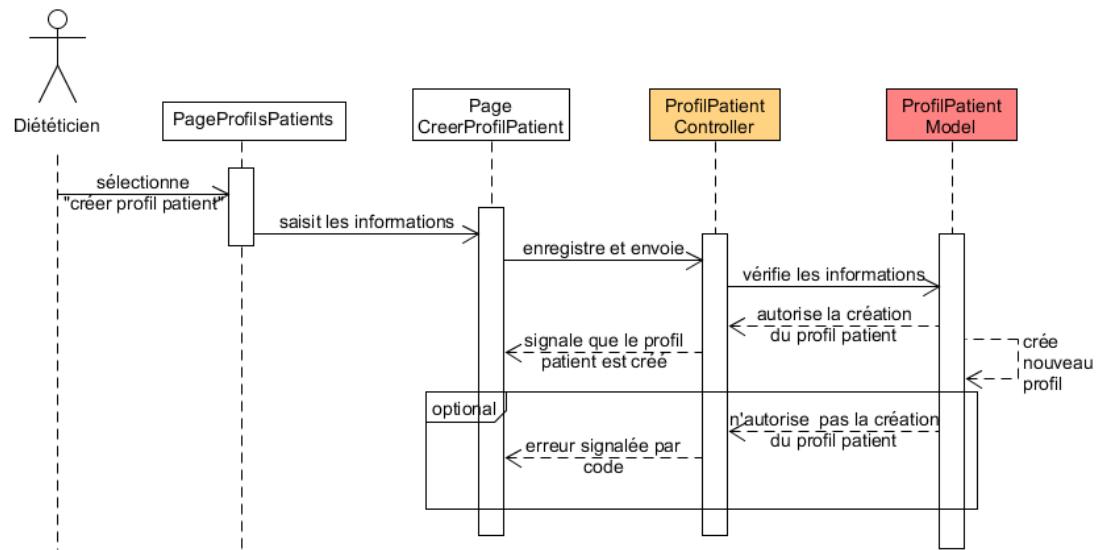 Diététicien
PageProfilsPatients
Page
CreerProfilPatient
ProfilPatient
Controller
ProfilPatient
Model
sélectionne
"créer profil patient"
saisit les informations
enregistre et envoie
vérifie les informations
autorise la création
du profil patient
signale que le profil
patient est créé
crée
nouveau
profil
optional
n'autorise pas la création
du profil patient
erreur signalée par
code